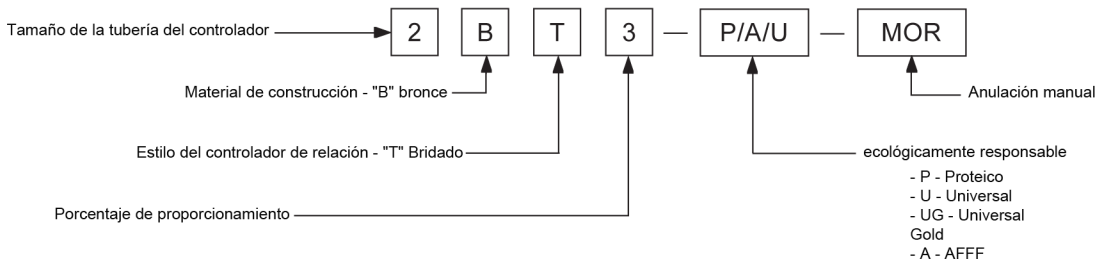 Tamaño de la tubería del controlador 2 B T 3 — P/A/U — MOR
Material de construcción - "B" bronce
Anulación manual
Estilo del controlador de relación - "T" Bridado
ecológicamente responsable
- P - Proteico
- U - Universal
- UG - Universal
Gold
- A - AFFF
Porcentaje de proporcionamiento